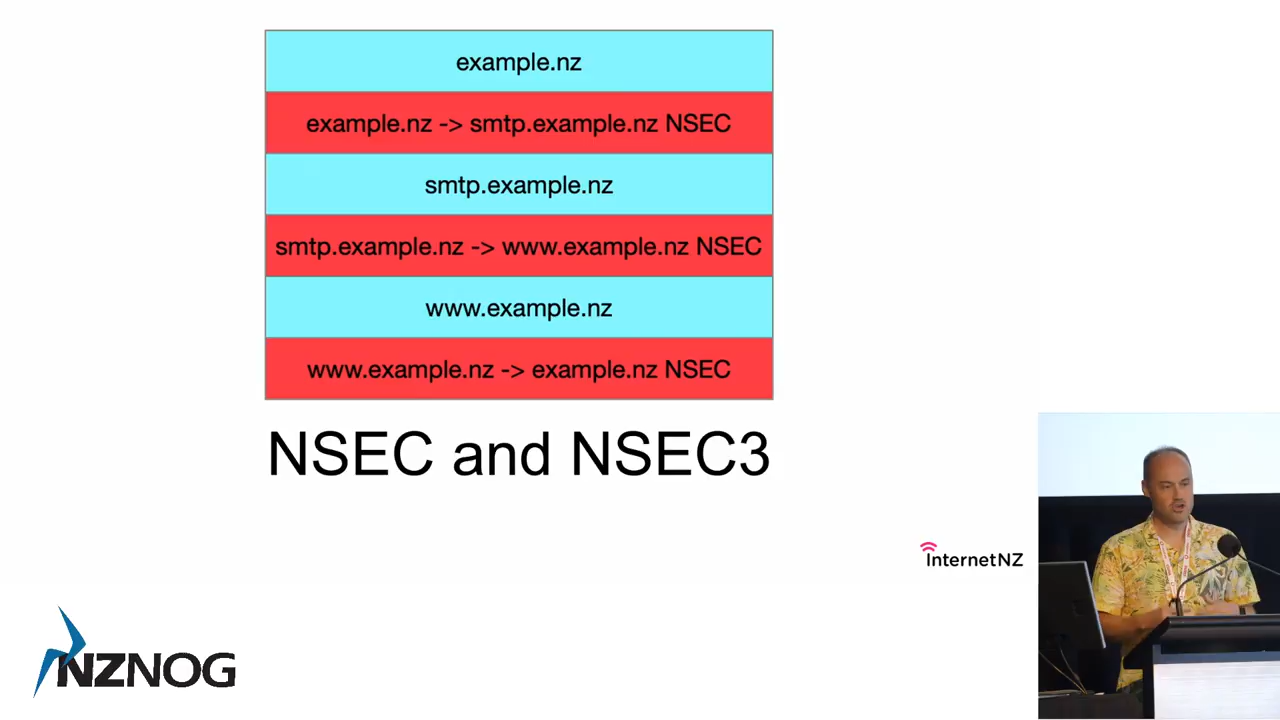 example.nz
example.nz -> smtp.example.nz NSEC
smtp.example.nz
smtp.example.nz -> www.example.nz NSEC
www.example.nz
www.example.nz -> example.nz NSEC
NSEC and NSEC3
InternetNZ
NZNOG